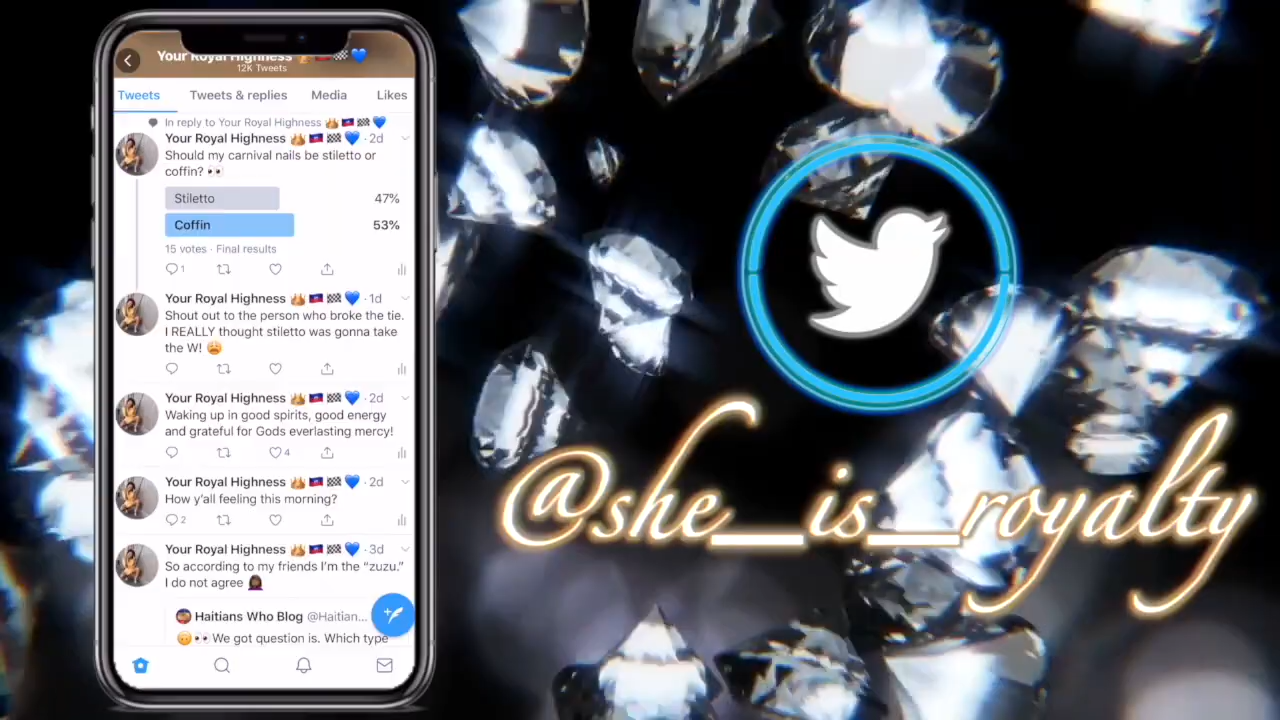 Your Royal Highness
12K Tweets
Tweets
Tweets & replies
Media
Likes
In reply to Your Royal Highness 👑 🇭🇹 🏁 💙
Your Royal Highness 👑 🇭🇹 🏁 💙 · 2d
Should my carnival nails be stiletto or
coffin? 👀
Stiletto 47%
Coffin 53%
15 votes · Final results
1
Your Royal Highness 👑 🇭🇹 🏁 💙 · 1d
Shout out to the person who broke the tie.
I REALLY thought stiletto was gonna take
the W! 😩
Your Royal Highness 👑 🇭🇹 🏁 💙 · 2d
Waking up in good spirits, good energy
and grateful for Gods everlasting mercy!
4
Your Royal Highness 👑 🇭🇹 🏁 💙 · 2d
How y'all feeling this morning?
2
Your Royal Highness 👑 🇭🇹 🏁 💙 · 3d
So according to my friends I'm the "zuzu."
I do not agree
Haitians Who Blog @Haitian...
👀 We got question is. Which type
@she__is__royalty